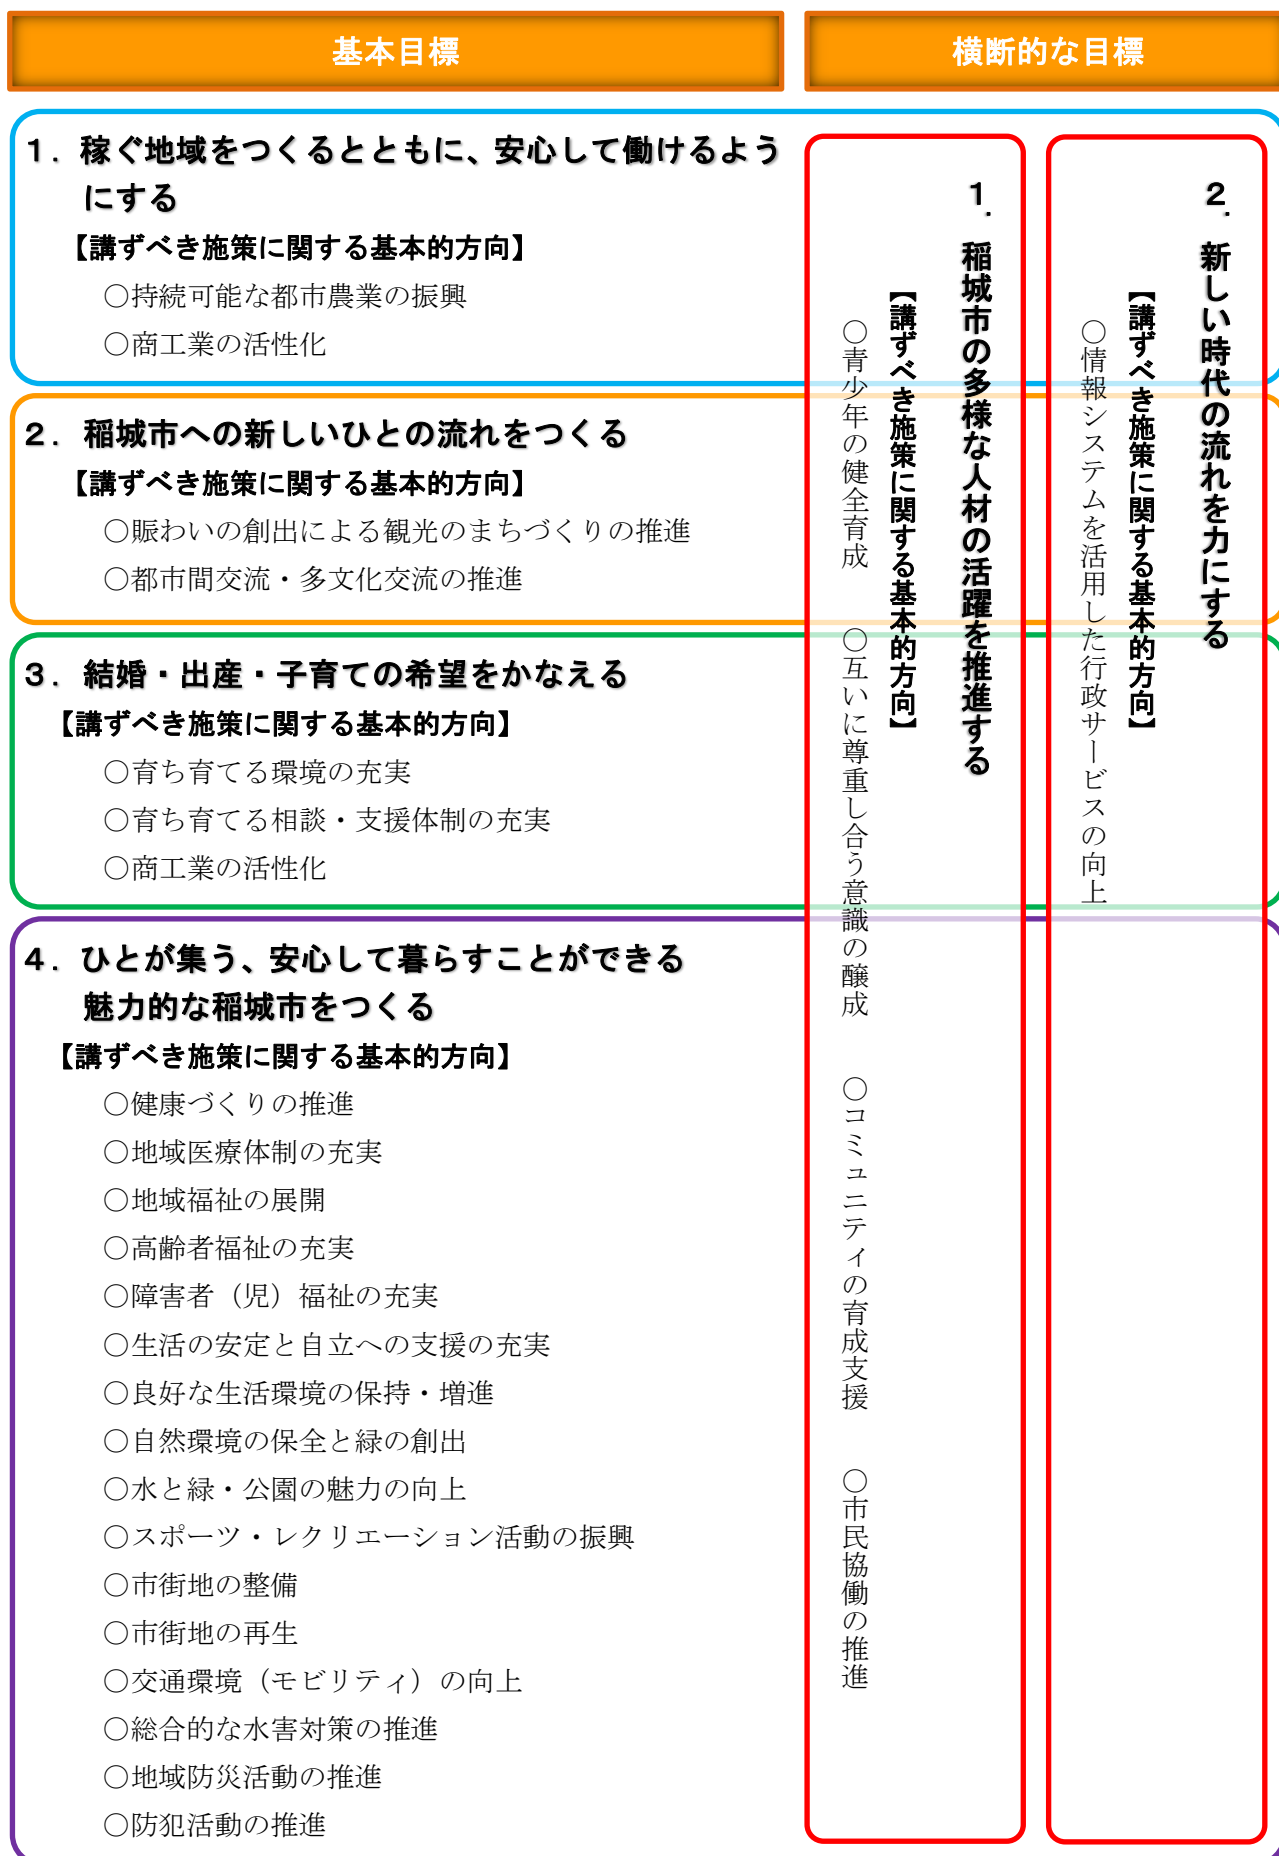 基本目標
横断的な目標
1．稼ぐ地域をつくるとともに、安心して働けるよう
にする
【講ずべき施策に関する基本的方向】
○持続可能な都市農業の振興
○商工業の活性化
2．稲城市への新しいひとの流れをつくる
【講ずべき施策に関する基本的方向】
○賑わいの創出による観光のまちづくりの推進
○都市間交流・多文化交流の推進
3．結婚・出産・子育ての希望をかなえる
【講ずべき施策に関する基本的方向】
○育ち育てる環境の充実
○育ち育てる相談・支援体制の充実
○商工業の活性化
4．ひとが集う、安心して暮らすことができる
魅力的な稲城市をつくる
【講ずべき施策に関する基本的方向】
○健康づくりの推進
○地域医療体制の充実
○地域福祉の展開
○高齢者福祉の充実
○障害者（児）福祉の充実
○生活の安定と自立への支援の充実
○良好な生活環境の保持・増進
○自然環境の保全と緑の創出
○水と緑・公園の魅力の向上
○スポーツ・レクリエーション活動の振興
○市街地の整備
○市街地の再生
○交通環境（モビリティ）の向上
○総合的な水害対策の推進
○地域防災活動の推進
○防犯活動の推進
1．稲城市の多様な人材の活躍を推進する
【講ずべき施策に関する基本的方向】
○青少年の健全育成　○互いに尊重し合う意識の醸成　○コミュニティの育成支援　○市民協働の推進
2．新しい時代の流れを力にする
【講ずべき施策に関する基本的方向】
○情報システムを活用した行政サービスの向上